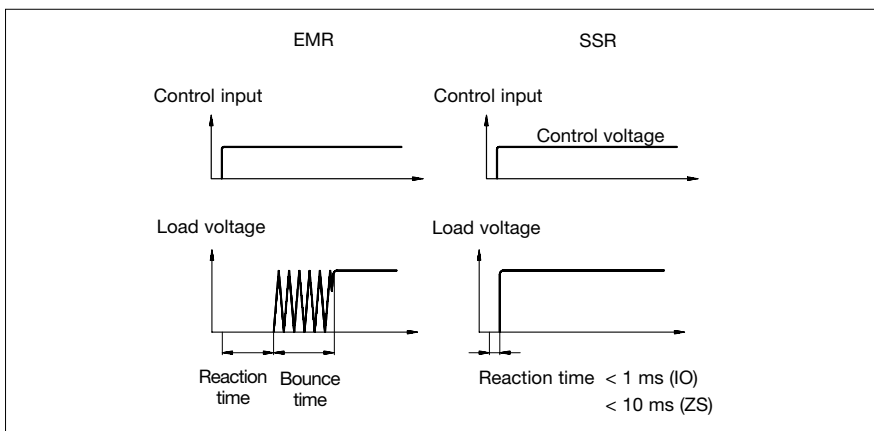 EMR
SSR
Control input
Control input
Control voltage
Load voltage
Load voltage
Reaction
time
Bounce
time
Reaction time < 1 ms (IO)
< 10 ms (ZS)